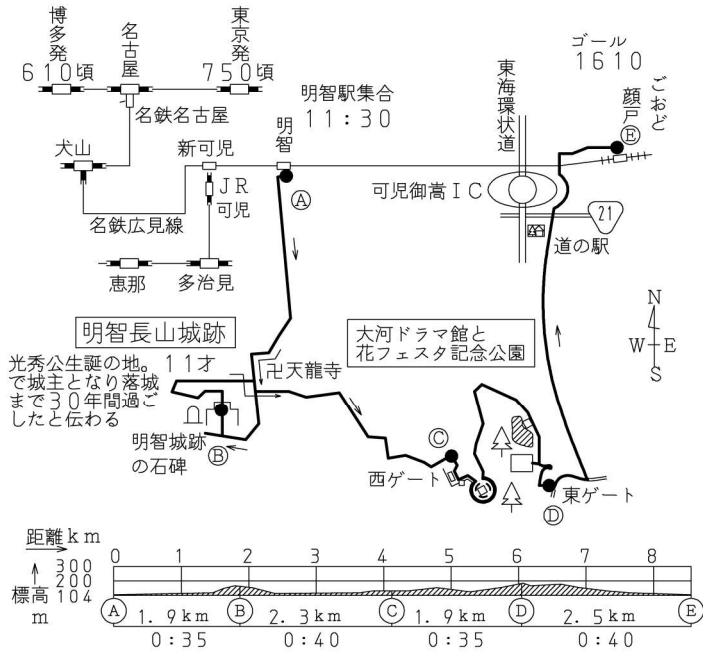 博多発
610頃
名古屋
東京発
750頃
名鉄名古屋
犬山
新可児
JR
可児
名鉄広見線
恵那
多治見
明智駅集合
11:30
明智
A
東海環状道
ゴール
1610
ごおど
顔戸
E
可児御嵩IC
21
道の駅
N
W E
S
明智長山城跡
光秀公生誕の地。11才
で城主となり落城
まで30年間過ご
したと伝わる
卍天龍寺
大河ドラマ館と
花フェスタ記念公園
明智城跡
の石碑
B
C
西ゲート
東ゲート
D
距離km
0 1 2 3 4 5 6 7 8
300
200
104
標高
m
A B C D E
1.9km 2.3km 1.9km 2.5km
0:35 0:40 0:35 0:40